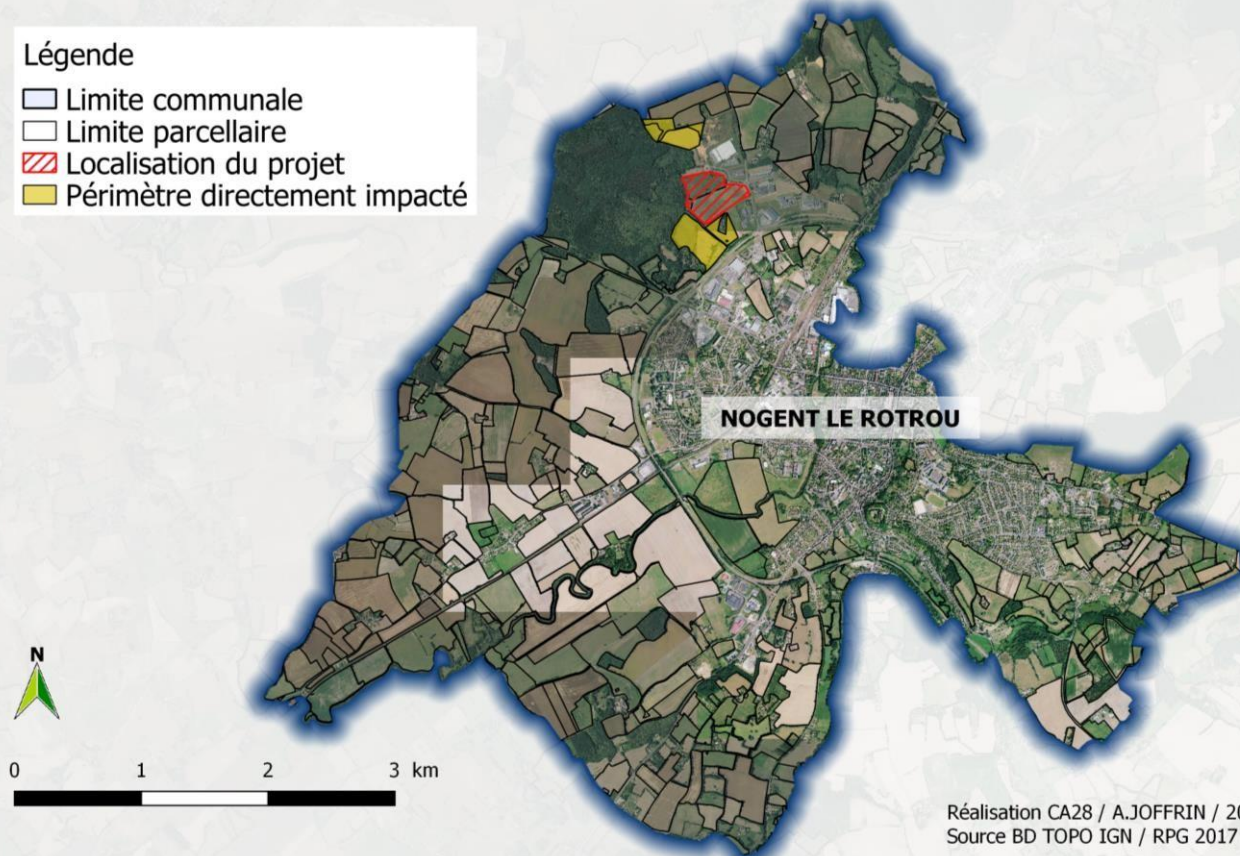 Légende
Limite communale
Limite parcellaire
Localisation du projet
Périmètre directement impacté
NOGENT LE ROTROU
N
0 1 2 3 km
Réalisation CA28 / A.JOFFRIN /
Source BD TOPO IGN / RPG 2017